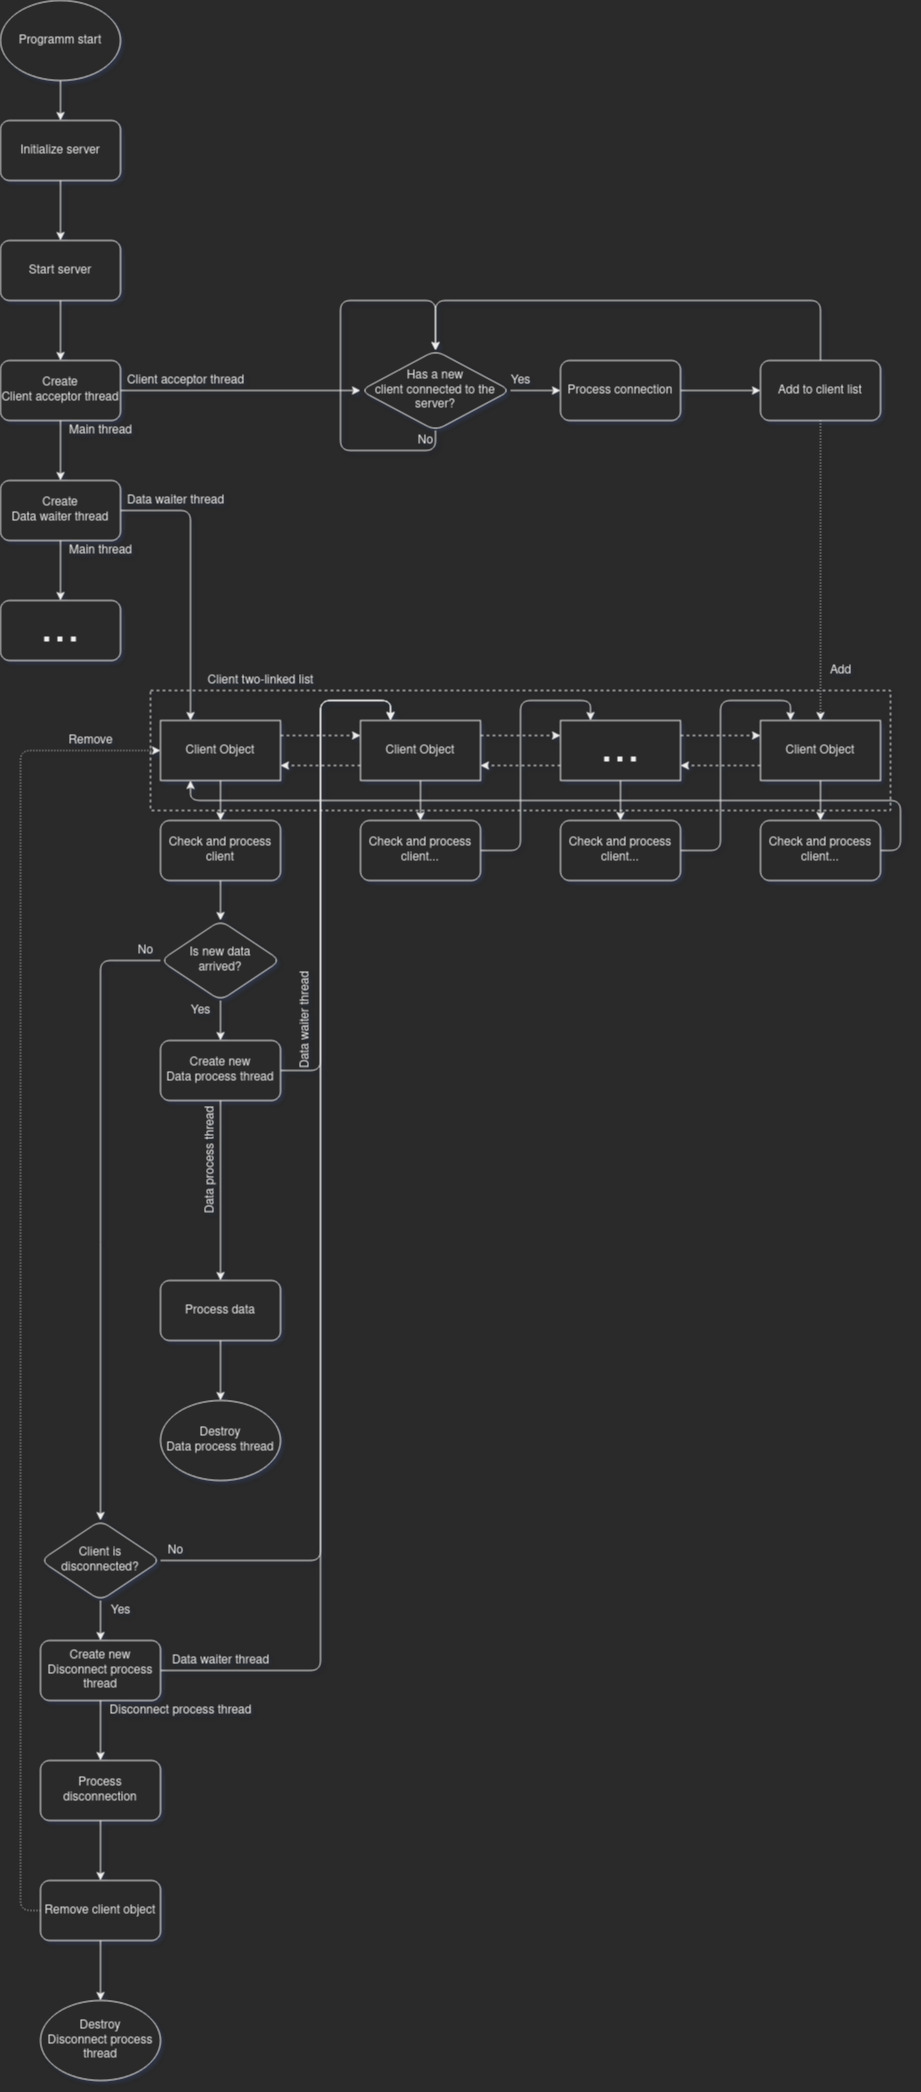 Programm start
Initialize server
Start server
Create
Client acceptor thread
Client acceptor thread
Has a new
client connected to the
server?
Yes
Process connection
Add to client list
No
Main thread
Create
Data waiter thread
Data waiter thread
Main thread
...
Add
Client two-linked list
Remove
Client Object
Client Object
...
Client Object
Check and process
client
Check and process
client...
Check and process
client...
Check and process
client...
Is new data
arrived?
No
Yes
Data waiter thread
Create new
Data process thread
Data process thread
Process data
Destroy
Data process thread
Client is
disconnected?
No
Yes
Create new
Disconnect process
thread
Data waiter thread
Disconnect process thread
Process
disconnection
Remove client object
Destroy
Disconnect process
thread